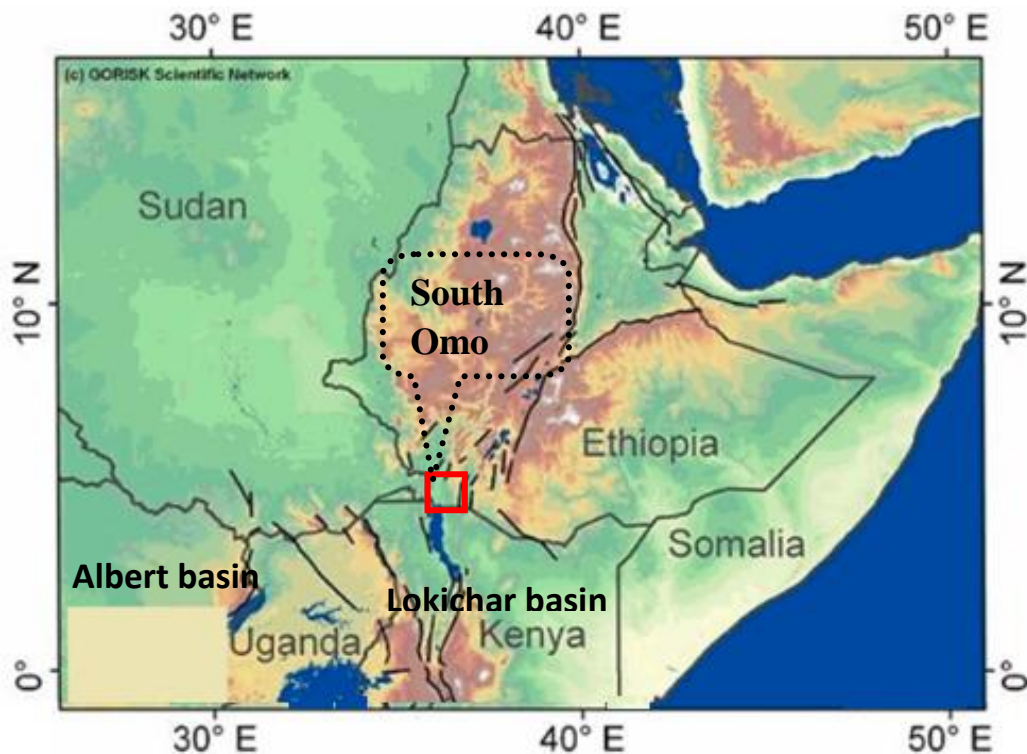 30° E 40° E 50° E
(c) GORISK Scientific Network
Sudan
10° N
South
Omo
10° N
Ethiopia
Somalia
Albert basin
Lokichar basin
Uganda
Kenya
0°
0°
30° E 40° E 50° E